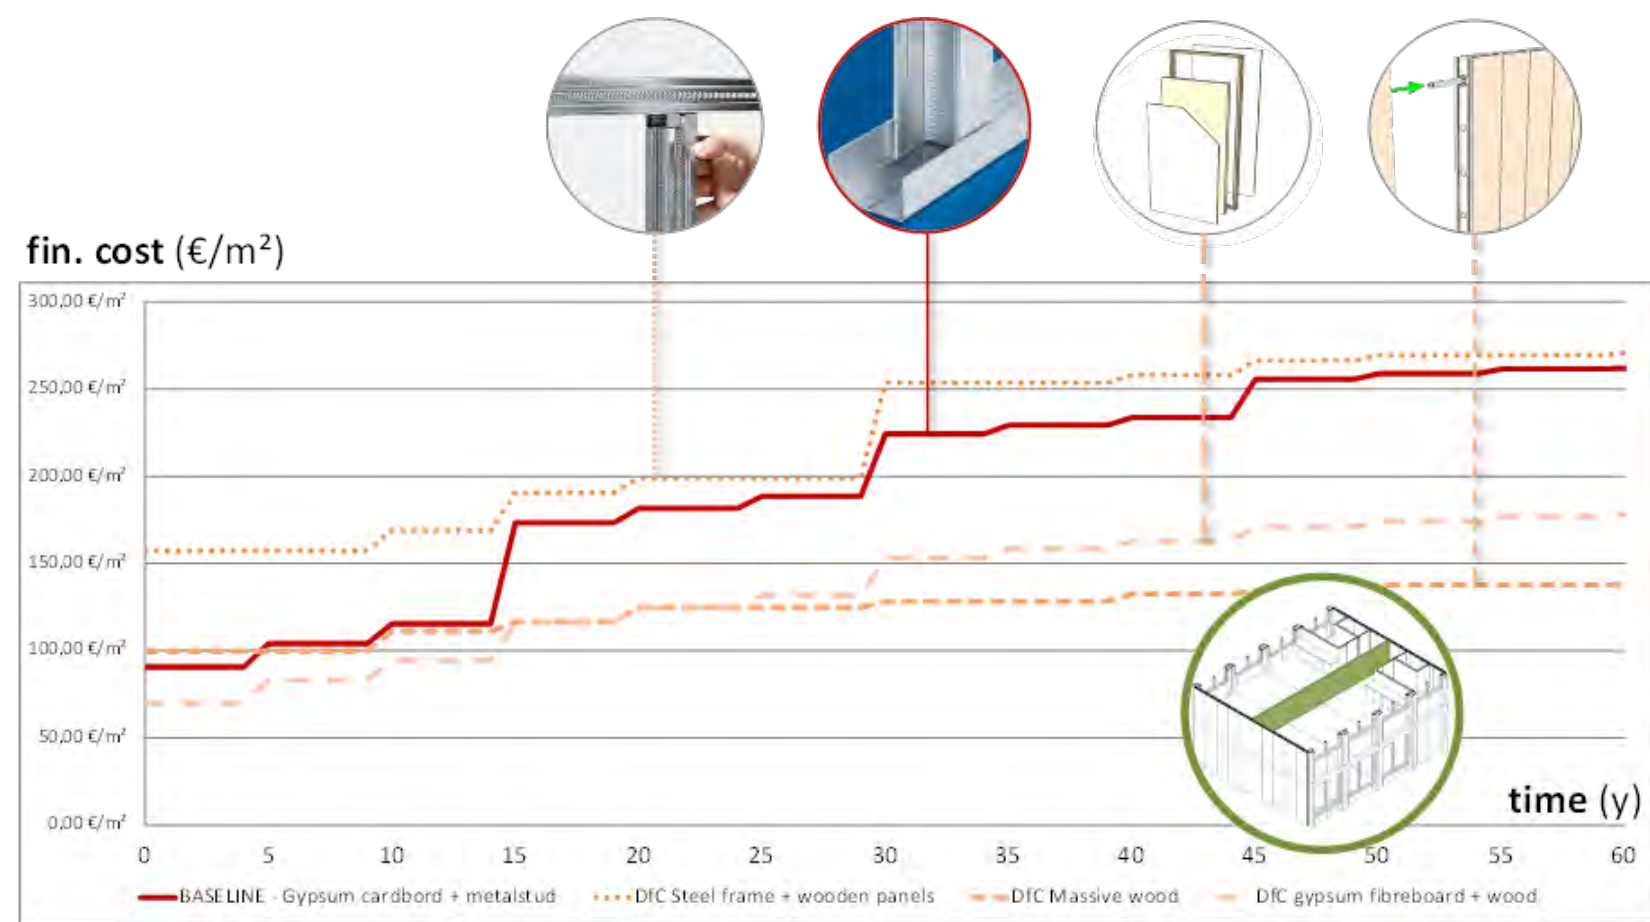 fin. cost (€/m²)
300,00 €/m²
250,00 €/m²
200,00 €/m²
150,00 €/m²
100,00 €/m²
50,00 €/m²
0,00 €/m²
time (y)
0 5 10 15 20 25 30 35 40 45 50 55 60
BASELINE - Gypsum cardbord + metalstud DfC Steel frame + wooden panels DfC Massive wood DfC gypsum fibreboard + wood